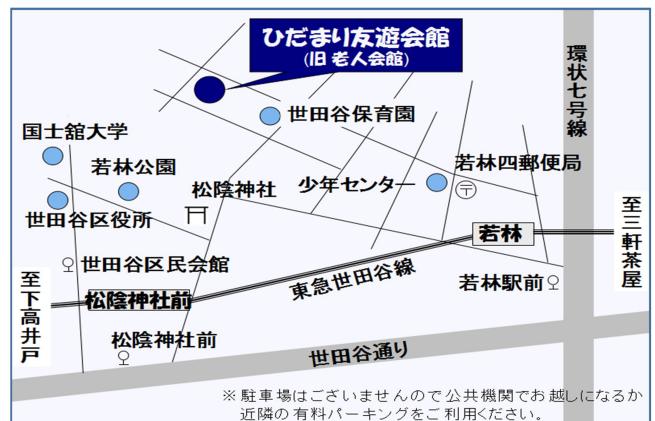 ひだまり友遊会館
(旧 老人会館)
環状七号線
世田谷保育園
国士舘大学
若林公園
松陰神社
少年センター
若林四郵便局
〒
世田谷区役所
若林
至三軒茶屋
世田谷区民会館
東急世田谷線
若林駅前
至下高井戸
松陰神社前
松陰神社前
世田谷通り
※ 駐車場はございませんので公共機関でお越しになるか
近隣の有料パーキングをご利用ください。